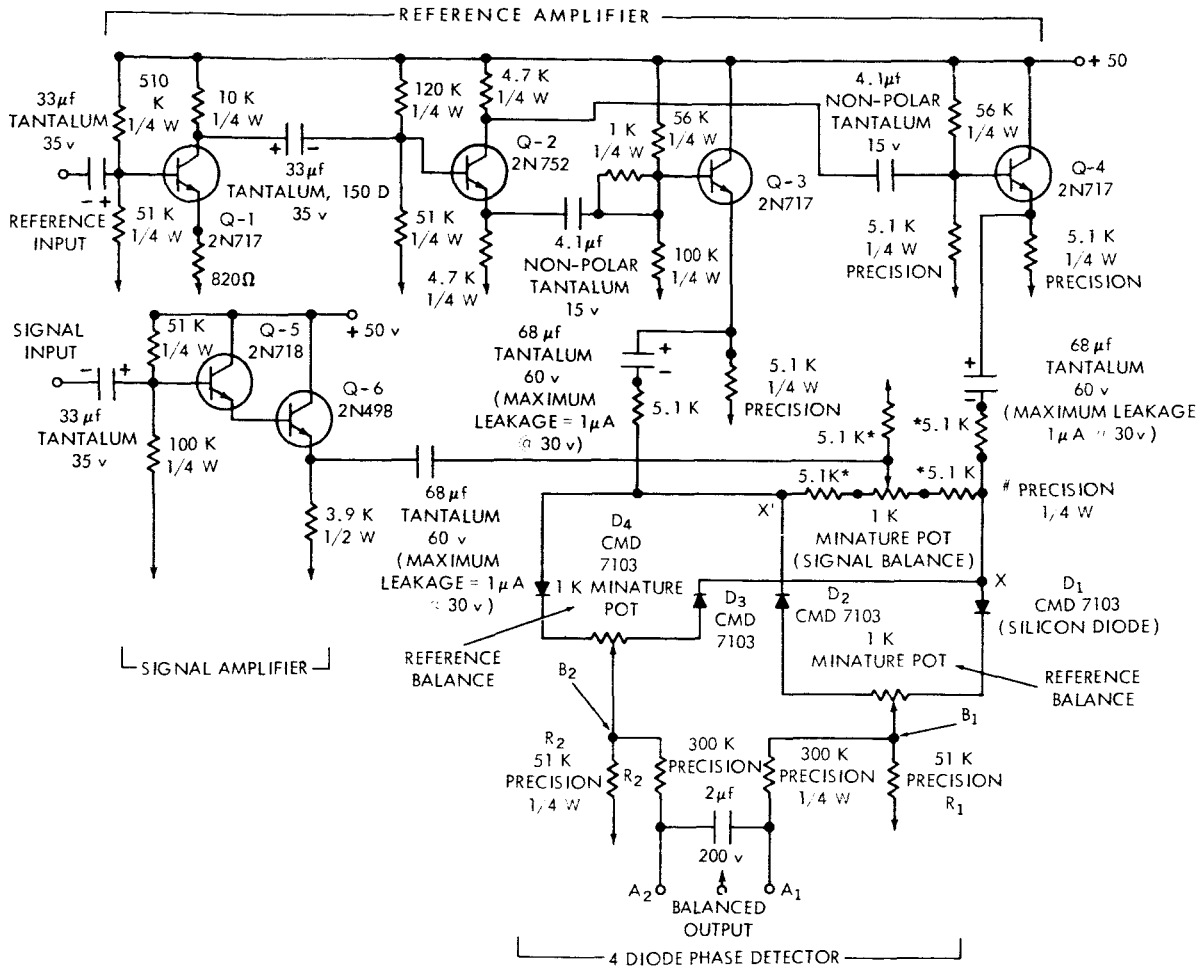 REFERENCE AMPLIFIER
+ 50
33μf
TANTALUM
35 v
510
K
1/4 W
10 K
1/4 W
REFERENCE
INPUT
- +
51 K
1/4 W
Q-1
2N717
820Ω
+ -
33μf
TANTALUM, 150 D
35 v
120 K
1/4 W
4.7 K
1/4 W
Q-2
2N752
51 K
1/4 W
4.7 K
1/4 W
1 K
1/4 W
56 K
1/4 W
4.1μf
NON-POLAR
TANTALUM
15 v
100 K
1/4 W
Q-3
2N717
4.1μf
NON-POLAR
TANTALUM
15 v
56 K
1/4 W
Q-4
2N717
5.1 K
1/4 W
PRECISION
5.1 K
1/4 W
PRECISION
SIGNAL
INPUT
- +
33μf
TANTALUM
35 v
51 K
1/4 W
Q-5
2N718
+ 50 v
Q-6
2N498
100 K
1/4 W
3.9 K
1/2 W
68 μf
TANTALUM
60 v
(MAXIMUM
LEAKAGE = 1μA
@ 30 v)
+
-
5.1 K
5.1 K
1/4 W
PRECISION
+
-
68 μf
TANTALUM
60 v
(MAXIMUM LEAKAGE
1μA " 30v)
5.1 K*
*5.1 K
5.1K*
*5.1 K
# PRECISION
1/4 W
X'
1 K
MINATURE POT
(SIGNAL BALANCE)
68 μf
TANTALUM
60 v
(MAXIMUM
LEAKAGE = 1μA
@ 30 v)
D4
CMD
7103
1 K MINATURE
POT
D3
CMD
7103
D2
CMD 7103
X
D1
CMD 7103
(SILICON DIODE)
1 K
MINATURE POT
REFERENCE
BALANCE
REFERENCE
BALANCE
SIGNAL AMPLIFIER
B2
B1
R2
51 K
PRECISION
1/4 W
R2
300 K
PRECISION
300 K
PRECISION
1/4 W
51 K
PRECISION
R1
2μf
200 v
A2
A1
BALANCED
OUTPUT
4 DIODE PHASE DETECTOR